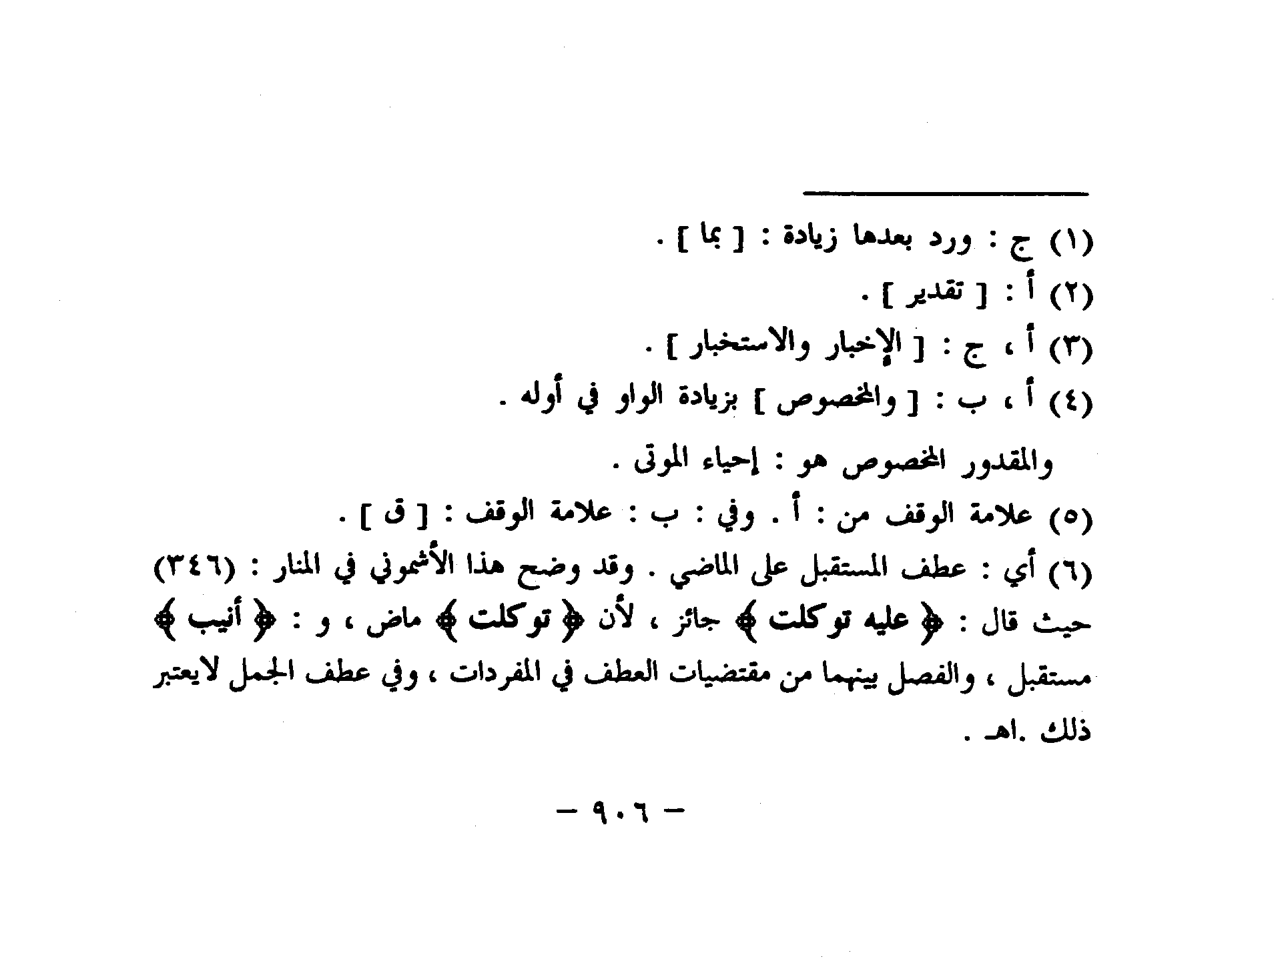 (١) ج : ورد بعدها زيادة : [ بما ] .
(٢) أ : [ تقدير ] .
(٣) أ ، ج : [ الإخبار والاستخبار ] .
(٤) أ ، ب : [ والمخصوص ] بزيادة الواو في أوله .
والمقدور المخصوص هو : إحياء الموتى .
(٥) علامة الوقف من : أ . وفي : ب : علامة الوقف : [ ق ] .
(٦) أي : عطف المستقبل على الماضي . وقد وضح هذا الأشموني في المنار : (٣٤٦)
حيث قال : ﴿ عليه توكلت ﴾ جائز ، لأن ﴿ توكلت ﴾ ماض ، و : ﴿ أنيب ﴾
مستقبل ، والفصل بينهما من مقتضيات العطف في المفردات ، وفي عطف الجمل لايعتبر
ذلك .اهـ .
– ٩٠٦ –